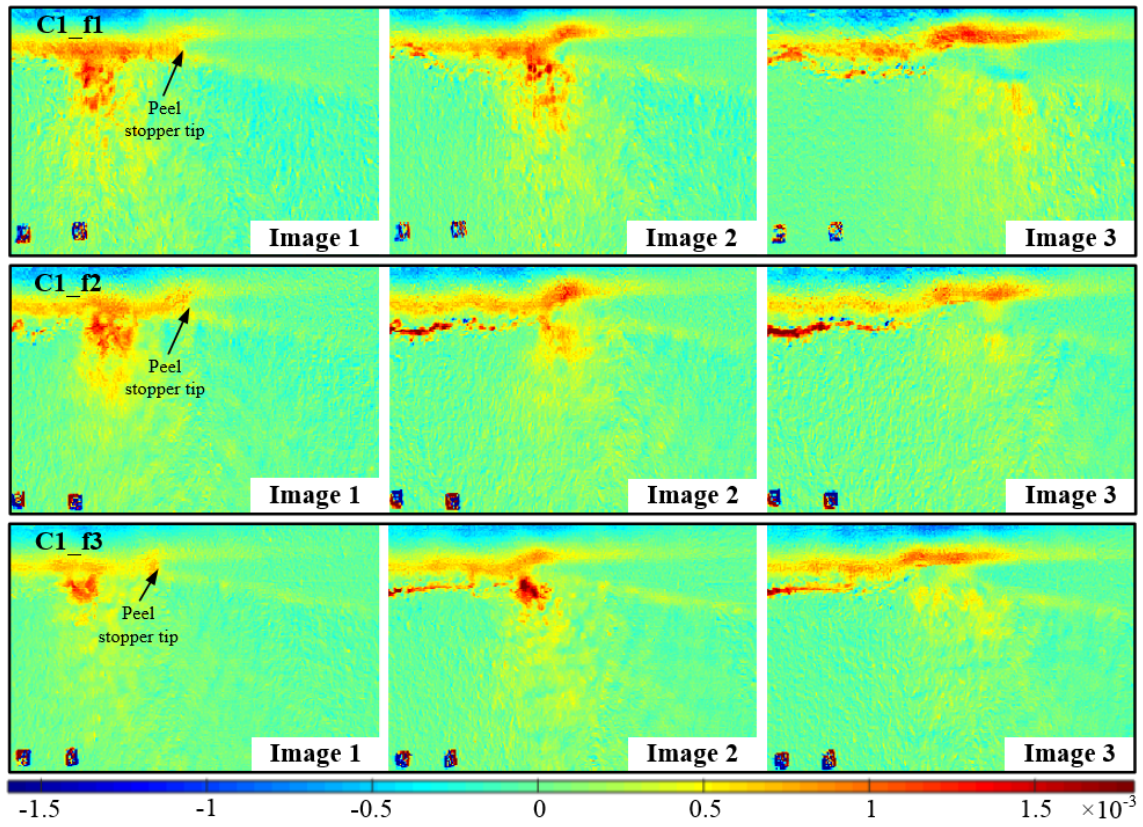 C1_f1
Peel
stopper tip
Image 1
Image 2
Image 3
C1_f2
Peel
stopper tip
Image 1
Image 2
Image 3
C1_f3
Peel
stopper tip
Image 1
Image 2
Image 3
-1.5 -1 -0.5 0 0.5 1 1.5 ×10⁻³